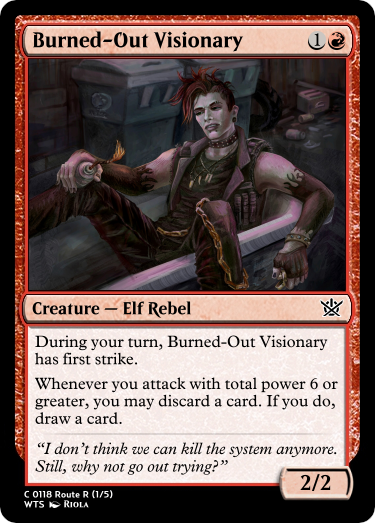 Burned-Out Visionary 1
Creature — Elf Rebel
During your turn, Burned-Out Visionary
has first strike.
Whenever you attack with total power 6 or
greater, you may discard a card. If you do,
draw a card.
“I don’t think we can kill the system anymore.
Still, why not go out trying?”
2/2
C 0118 Route R (1/5)
WTS Riola